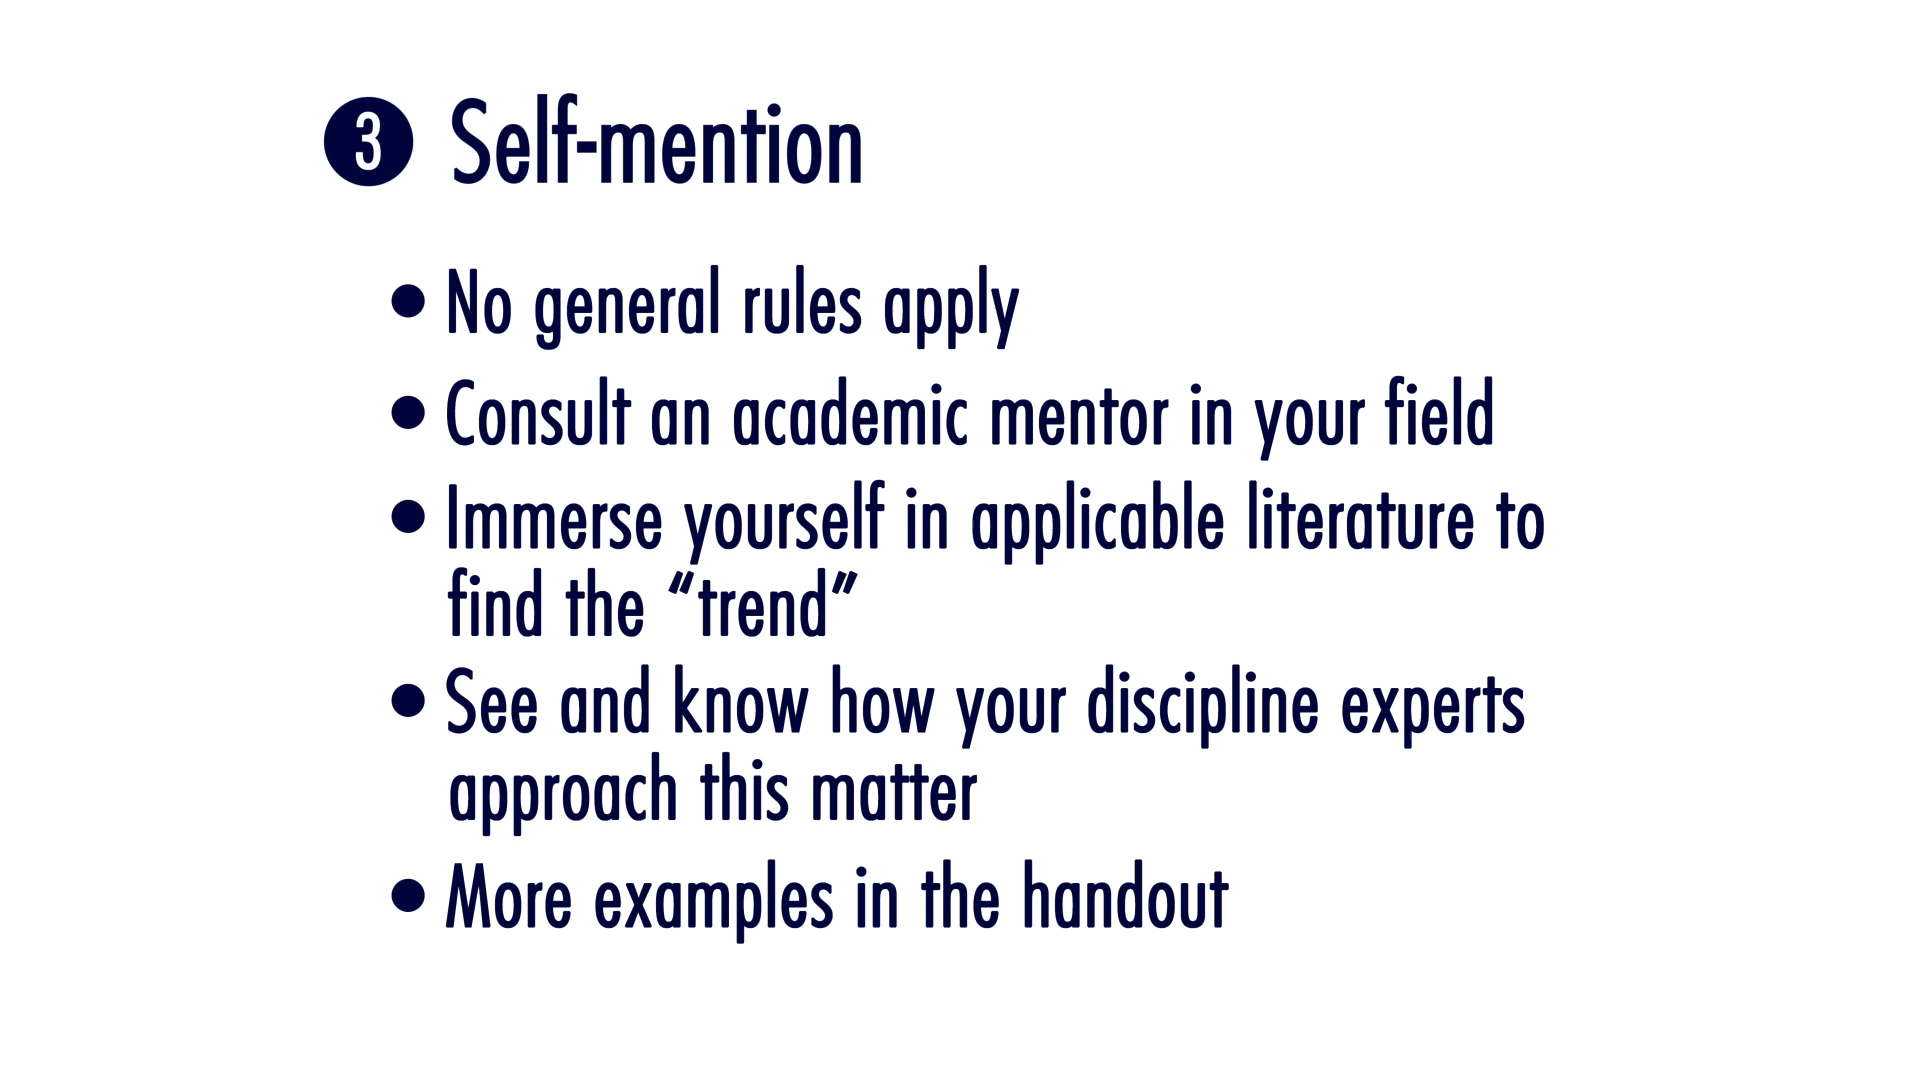 3 Self-mention
• No general rules apply
• Consult an academic mentor in your field
• Immerse yourself in applicable literature to
find the “trend”
• See and know how your discipline experts
approach this matter
• More examples in the handout